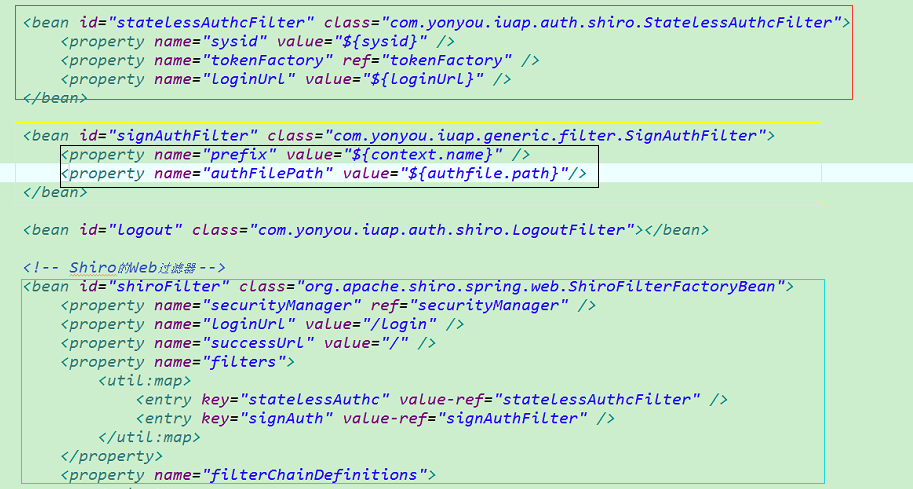 <bean id="statelessAuthcFilter" class="com.yonyou.iuap.auth.shiro.StatelessAuthcFilter">
<property name="sysid" value="${sysid}" />
<property name="tokenFactory" ref="tokenFactory" />
<property name="loginUrl" value="${loginUrl}" />
</bean>
<bean id="signAuthFilter" class="com.yonyou.iuap.generic.filter.SignAuthFilter">
<property name="prefix" value="${context.name}" />
<property name="authFilePath" value="${authfile.path}"/>
</bean>
<bean id="logout" class="com.yonyou.iuap.auth.shiro.LogoutFilter"></bean>
<!-- Shiro的Web过滤器-->
<bean id="shiroFilter" class="org.apache.shiro.spring.web.ShiroFilterFactoryBean">
<property name="securityManager" ref="securityManager" />
<property name="loginUrl" value="/login" />
<property name="successUrl" value="/" />
<property name="filters">
<util:map>
<entry key="statelessAuthc" value-ref="statelessAuthcFilter" />
<entry key="signAuth" value-ref="signAuthFilter" />
</util:map>
</property>
<property name="filterChainDefinitions">